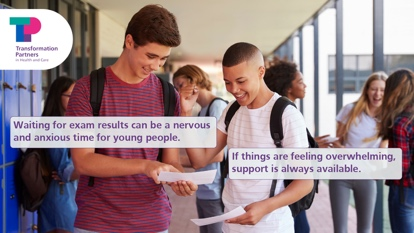 TP
Transformation
Partners
in Health and Care
Waiting for exam results can be a nervous
and anxious time for young people.
If things are feeling overwhelming,
support is always available.